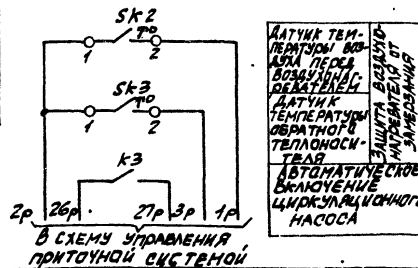 SK2
T°
1 2
SK3
T°
1 2
K3
2р 26р 27р 3р 1р
В СХЕМУ УПРАВЛЕНИЯ
ПРИТОЧНОЙ СИСТЕМОЙ
ДАТЧИК ТЕМ-
ПЕРАТУРЫ ВОЗ-
ДУХА ПЕРЕД
ВОЗДУХОНАГ-
РЕВАТЕЛЕМ
ДАТЧИК
ТЕМПЕРАТУРЫ
ОБРАТНОГО
ТЕПЛОНОСИ-
ТЕЛЯ
ЗАЩИТА ВОЗДУХО-
НАГРЕВАТЕЛЯ ОТ
ЗАМЕРЗАНИЯ
АВТОМАТИЧЕСКОЕ
ВКЛЮЧЕНИЕ
ЦИРКУЛЯЦИОННОГО
НАСОСА